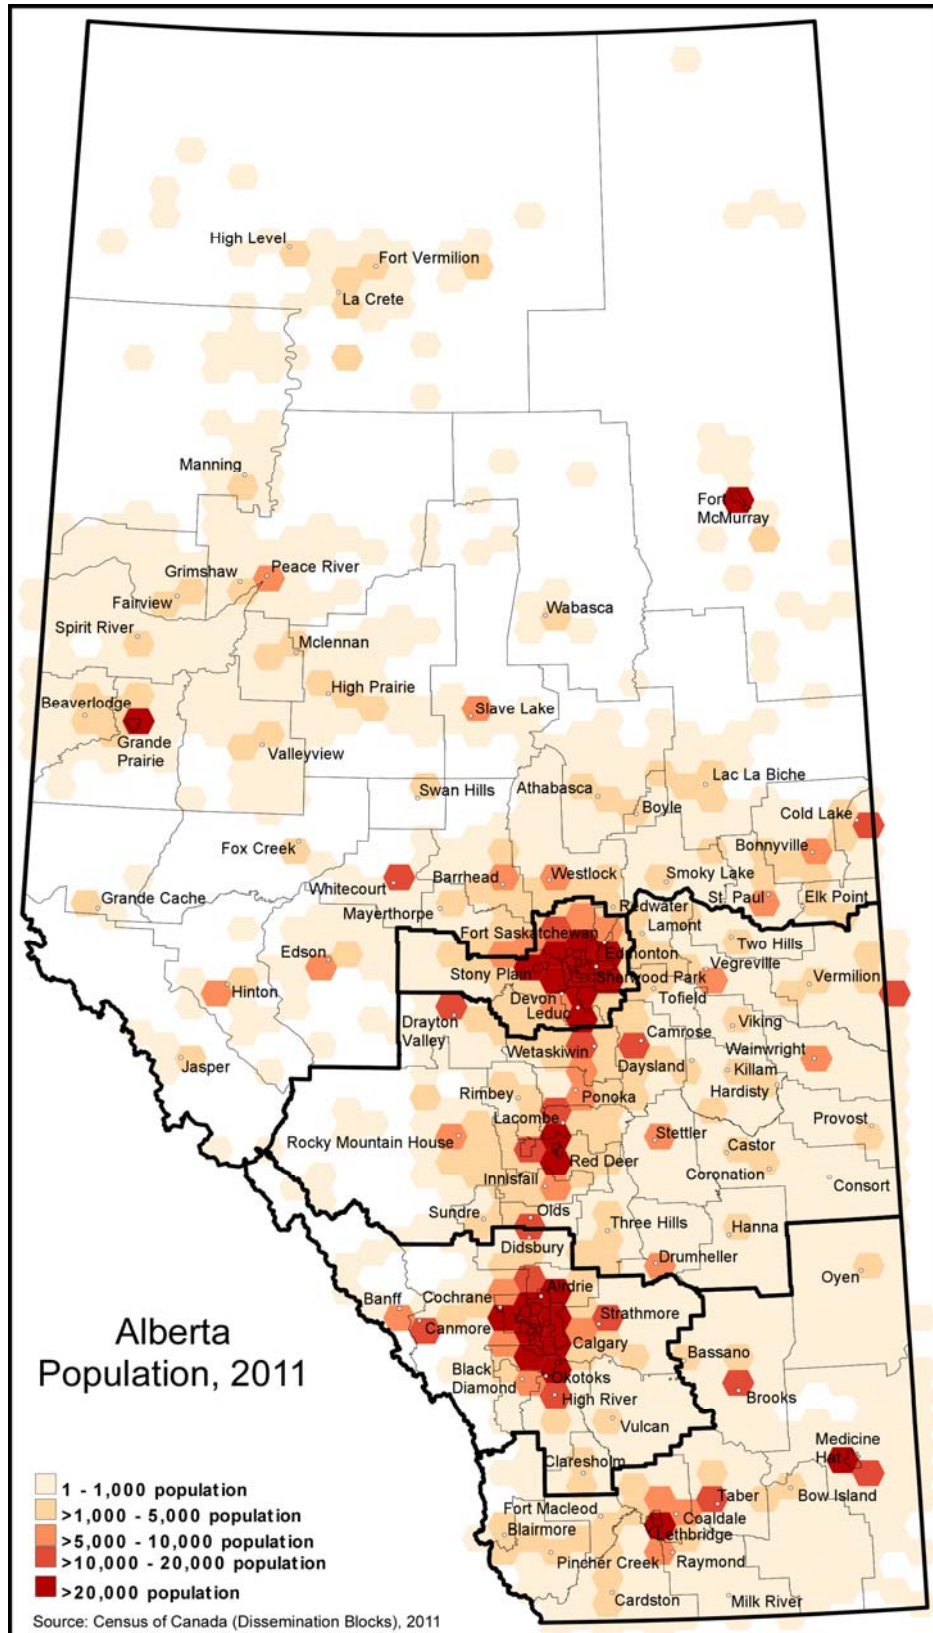 High Level
Fort Vermilion
La Crete
Manning
Fort
McMurray
Peace River
Grimshaw
Fairview
Wabasca
Spirit River
Mclennan
High Prairie
Beaverlodge
Slave Lake
Grande
Prairie
Valleyview
Lac La Biche
Swan Hills
Athabasca
Boyle
Cold Lake
Fox Creek
Bonnyville
Whitecourt
Barrhead
Westlock
Smoky Lake
Grande Cache
Mayerthorpe
Redwater
St. Paul
Elk Point
Fort Saskatchewan
Lamont
Two Hills
Edson
Edmonton
Stony Plain
Sherwood Park
Vegreville
Vermilion
Hinton
Devon
Tofield
Leduc
Drayton
Valley
Viking
Camrose
Wetaskiwin
Wainwright
Jasper
Daysland
Killam
Rimbey
Ponoka
Hardisty
Lacombe
Provost
Rocky Mountain House
Stettler
Castor
Red Deer
Coronation
Innisfail
Consort
Sundre
Olds
Three Hills
Hanna
Didsbury
Drumheller
Oyen
Banff
Cochrane
Airdrie
Strathmore
Canmore
Calgary
Bassano
Black
Diamond
Okotoks
High River
Brooks
Vulcan
Alberta
Population, 2011
Medicine
Hat
Claresholm
Taber
Bow Island
Fort Macleod
Coaldale
Blairmore
Lethbridge
Pincher Creek
Raymond
Cardston
Milk River
1 - 1,000 population
>1,000 - 5,000 population
>5,000 - 10,000 population
>10,000 - 20,000 population
>20,000 population
Source: Census of Canada (Dissemination Blocks), 2011